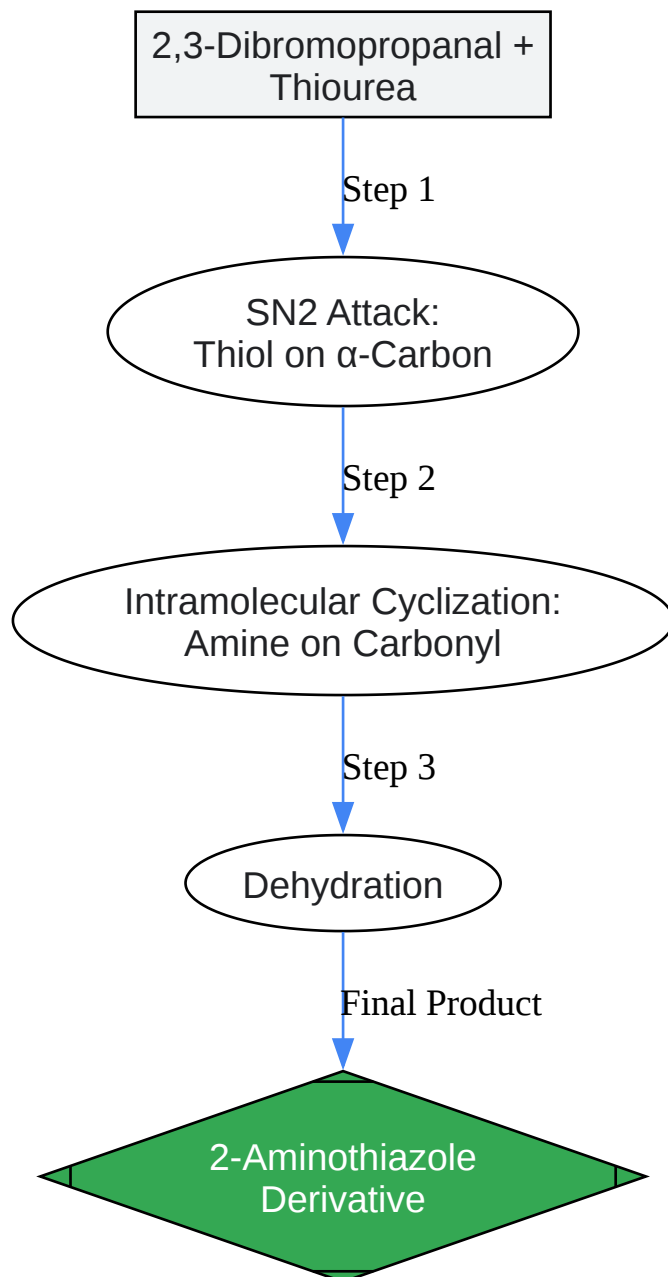 2,3-Dibromopropanal +
Thiourea
Step 1
SN2 Attack:
Thiol on α-Carbon
Step 2
Intramolecular Cyclization:
Amine on Carbonyl
Step 3
Dehydration
Final Product
2-Aminothiazole
Derivative